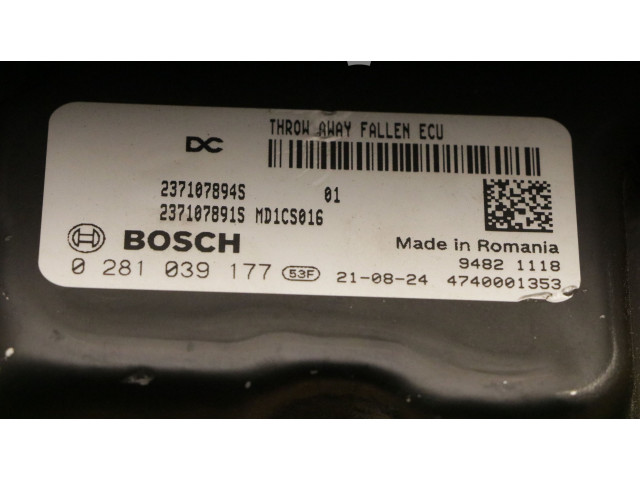 THROW AWAY FALLEN ECU
DC
237107894S 01
237107891S MD1CS016
BOSCH
Made in Romania
9482 1118
0 281 039 177 53F 21-08-24 4740001353